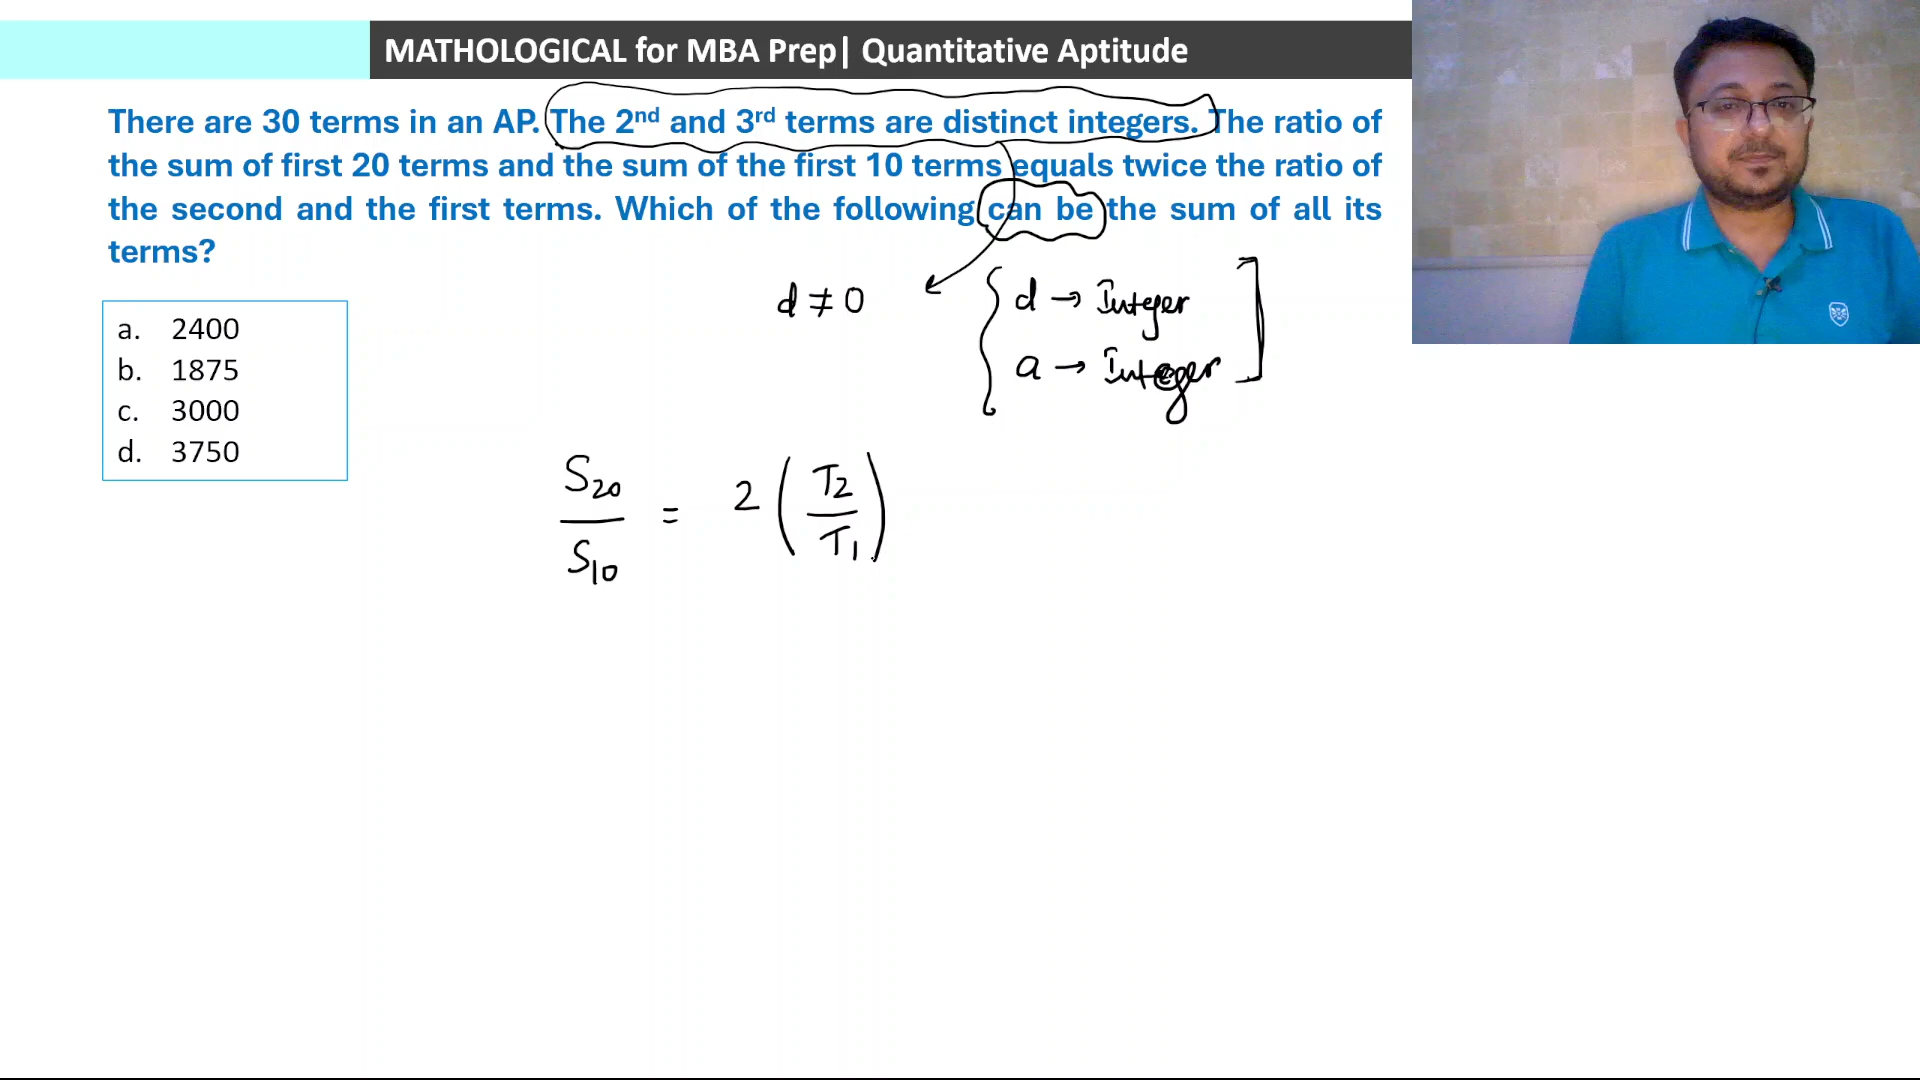 MATHOLOGICAL for MBA Prep| Quantitative Aptitude
There are 30 terms in an AP. The 2nd and 3rd terms are distinct integers. The ratio of
the sum of first 20 terms and the sum of the first 10 terms equals twice the ratio of
the second and the first terms. Which of the following can be the sum of all its
terms?
a. 2400
b. 1875
c. 3000
d. 3750
d ≠ 0
d → Integer
a → Integer
S20/S10 = 2 (T2/T1)